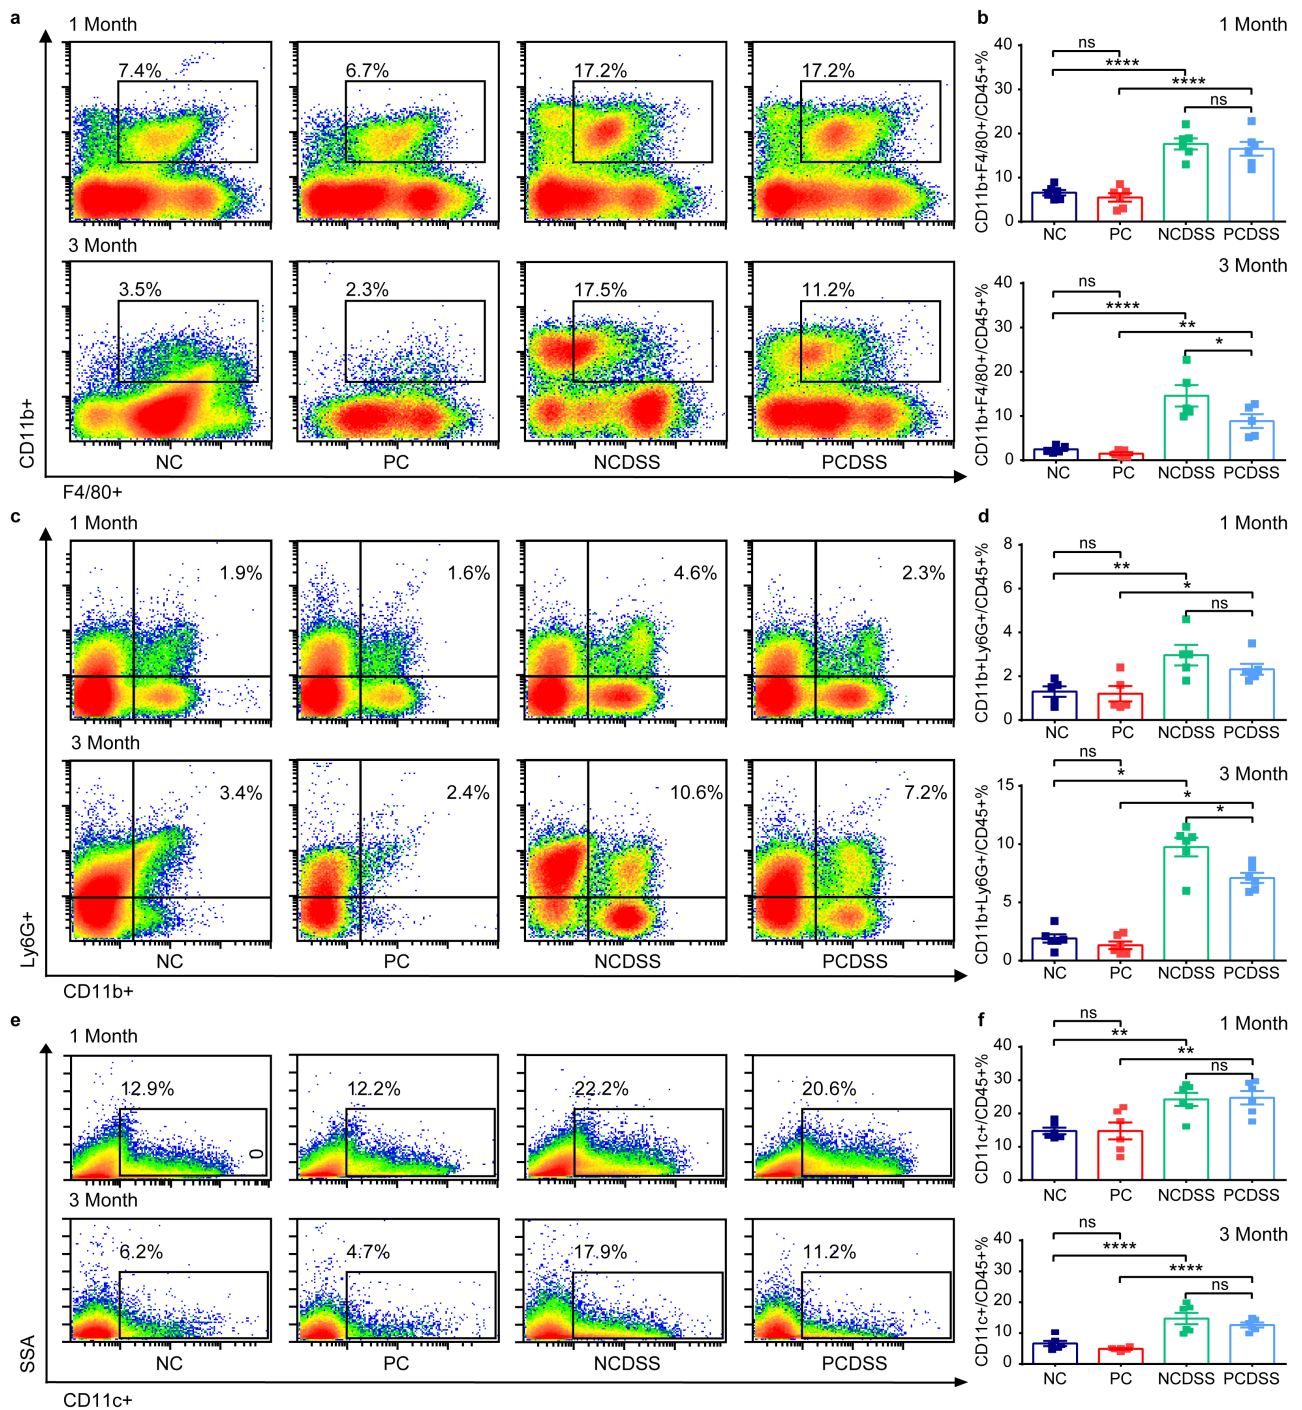 a
1 Month
7.4%
6.7%
17.2%
17.2%
3 Month
3.5%
2.3%
17.5%
11.2%
NC
PC
NCDSS
PCDSS
CD11b+
F4/80+
b
1 Month
CD11b+F4/80+/CD45+%
40
30
20
10
0
ns
****
****
ns
NC
PC
NCDSS
PCDSS
3 Month
CD11b+F4/80+/CD45+%
40
30
20
10
0
ns
****
**
*
NC
PC
NCDSS
PCDSS
c
1 Month
1.9%
1.6%
4.6%
2.3%
3 Month
3.4%
2.4%
10.6%
7.2%
NC
PC
NCDSS
PCDSS
Ly6G+
CD11b+
d
1 Month
CD11b+Ly6G+/CD45+%
8
6
4
2
0
ns
**
*
ns
NC
PC
NCDSS
PCDSS
3 Month
CD11b+Ly6G+/CD45+%
15
10
5
0
ns
*
*
*
NC
PC
NCDSS
PCDSS
e
1 Month
12.9%
12.2%
22.2%
20.6%
0
3 Month
6.2%
4.7%
17.9%
11.2%
NC
PC
NCDSS
PCDSS
SSA
CD11c+
f
1 Month
CD11c+/CD45+%
40
30
20
10
0
ns
**
**
ns
NC
PC
NCDSS
PCDSS
3 Month
CD11c+/CD45+%
40
30
20
10
0
ns
****
****
ns
NC
PC
NCDSS
PCDSS